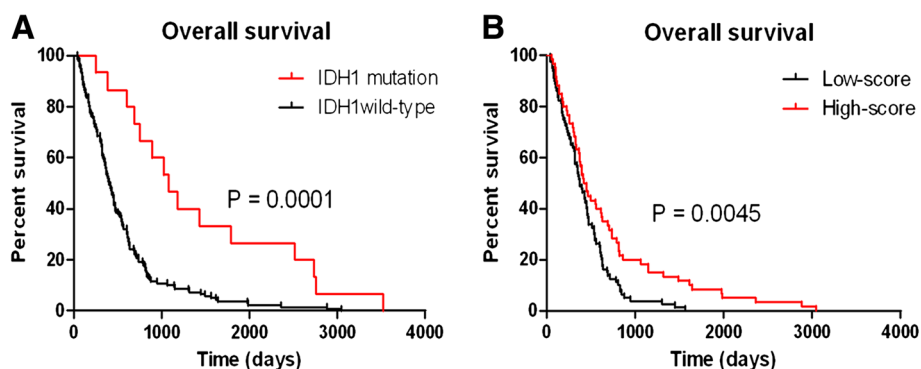 A
Overall survival
IDH1 mutation
IDH1wild-type
P = 0.0001
Percent survival
100
80
60
40
20
0
0 1000 2000 3000 4000
Time (days)
B
Overall survival
Low-score
High-score
P = 0.0045
Percent survival
100
80
60
40
20
0
0 1000 2000 3000 4000
Time (days)